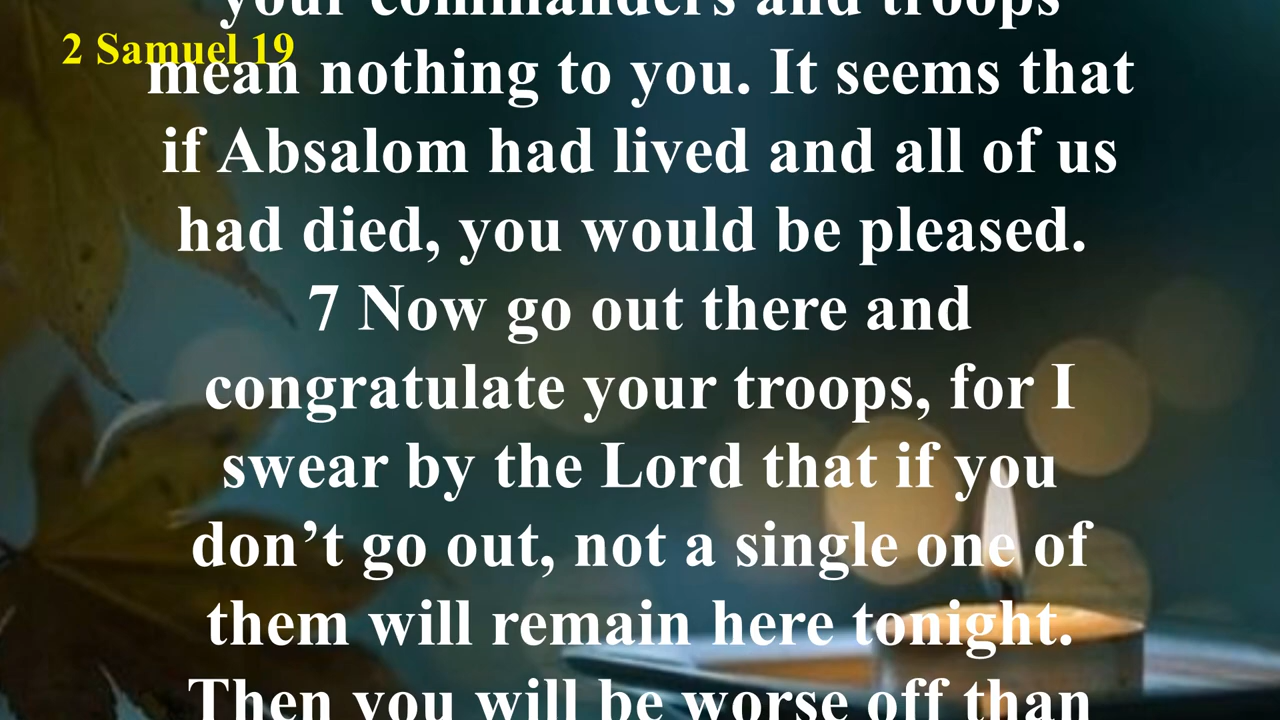 your commanders and troops
2 Samuel 19
mean nothing to you. It seems that
if Absalom had lived and all of us
had died, you would be pleased.
7 Now go out there and
congratulate your troops, for I
swear by the Lord that if you
don’t go out, not a single one of
them will remain here tonight.
Then you will be worse off than